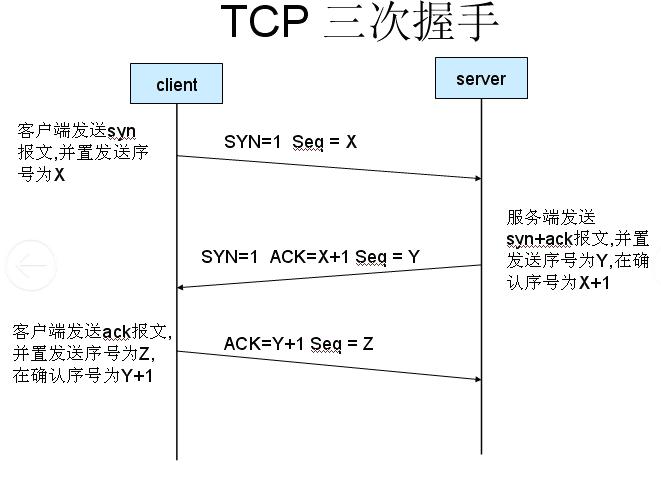 TCP 三次握手
client
server
客户端发送syn
报文,并置发送序
号为X
SYN=1 Seq = X
服务端发送
syn+ack报文,并置
发送序号为Y,在确
认序号为X+1
SYN=1 ACK=X+1 Seq = Y
客户端发送ack报文,
并置发送序号为Z,
在确认序号为Y+1
ACK=Y+1 Seq = Z